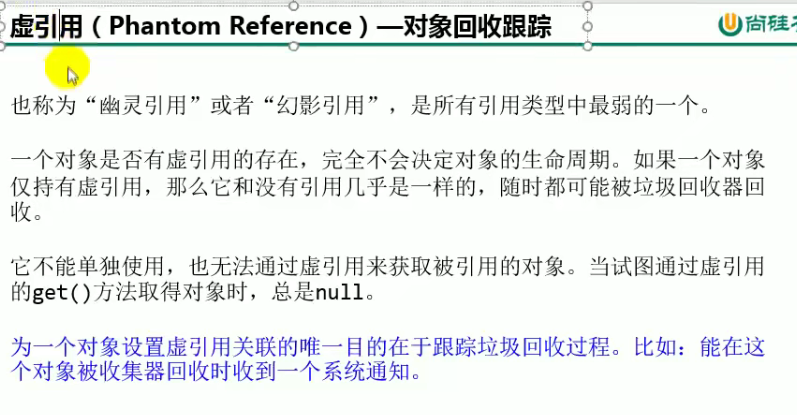 虚引用（Phantom Reference）—对象回收跟踪
尚硅
也称为“幽灵引用”或者“幻影引用”，是所有引用类型中最弱的一个。
一个对象是否有虚引用的存在，完全不会决定对象的生命周期。如果一个对象
仅持有虚引用，那么它和没有引用几乎是一样的，随时都可能被垃圾回收器回
收。
它不能单独使用，也无法通过虚引用来获取被引用的对象。当试图通过虚引用
的get()方法取得对象时，总是null。
为一个对象设置虚引用关联的唯一目的在于跟踪垃圾回收过程。比如：能在这
个对象被收集器回收时收到一个系统通知。